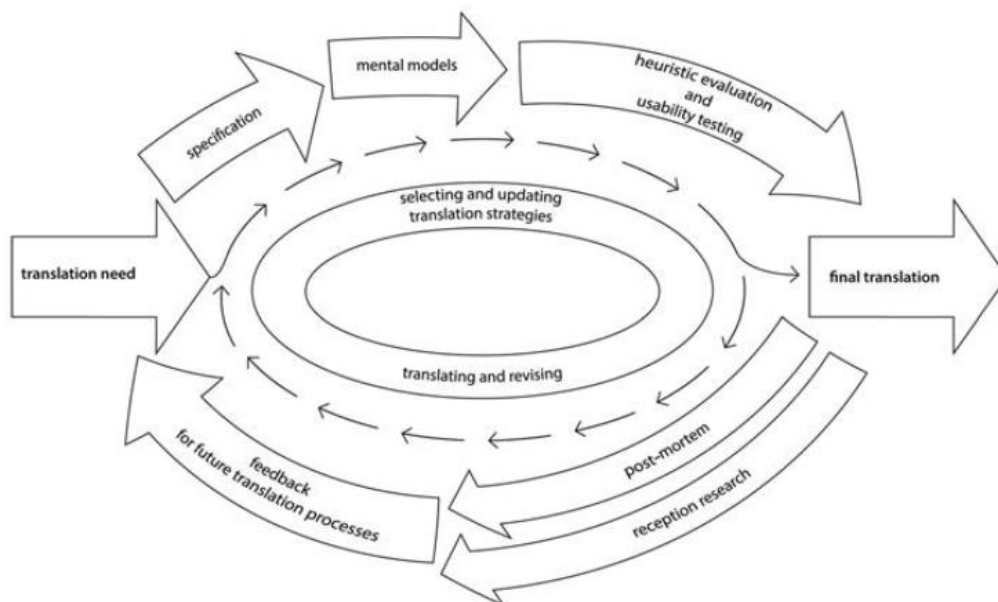 mental models
heuristic evaluation
and
usability testing
specification
selecting and updating
translation strategies
translation need
final translation
translating and revising
post-mortem
reception research
feedback
for future translation processes